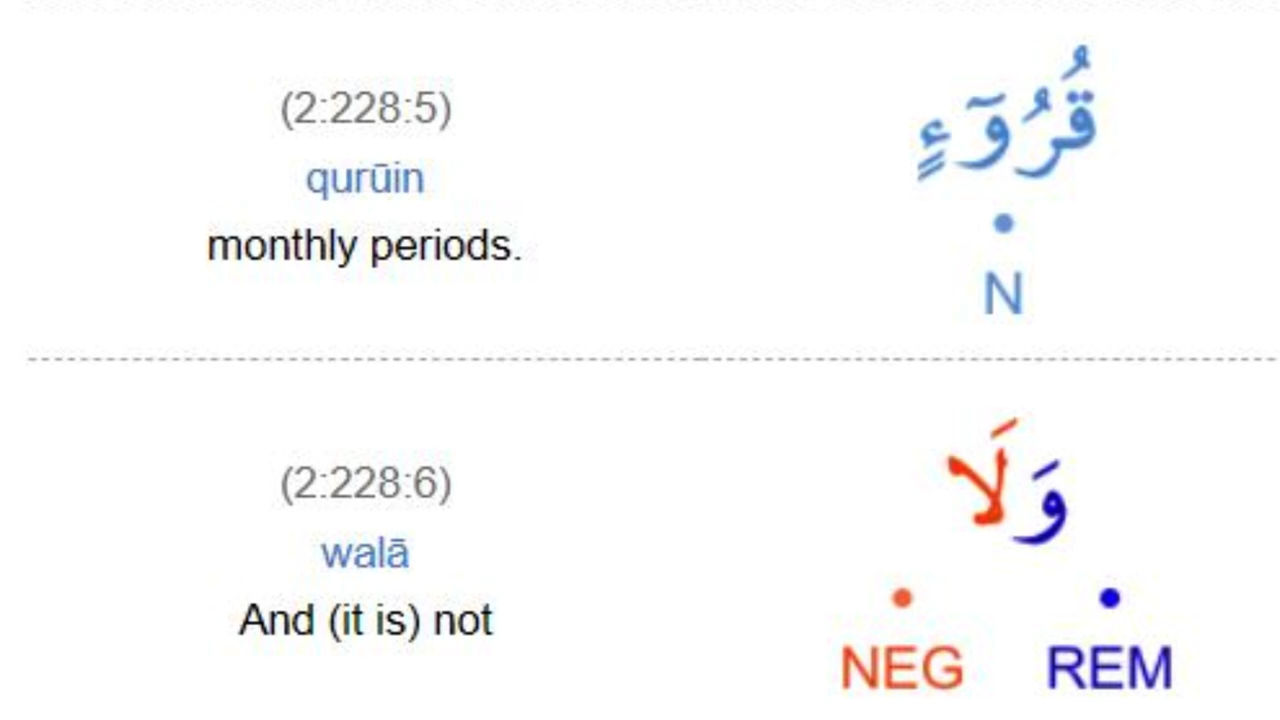 (2:228:5)
qurūin
monthly periods.
قُرُوٓءٍ
N
(2:228:6)
walā
And (it is) not
وَلَا
NEG REM